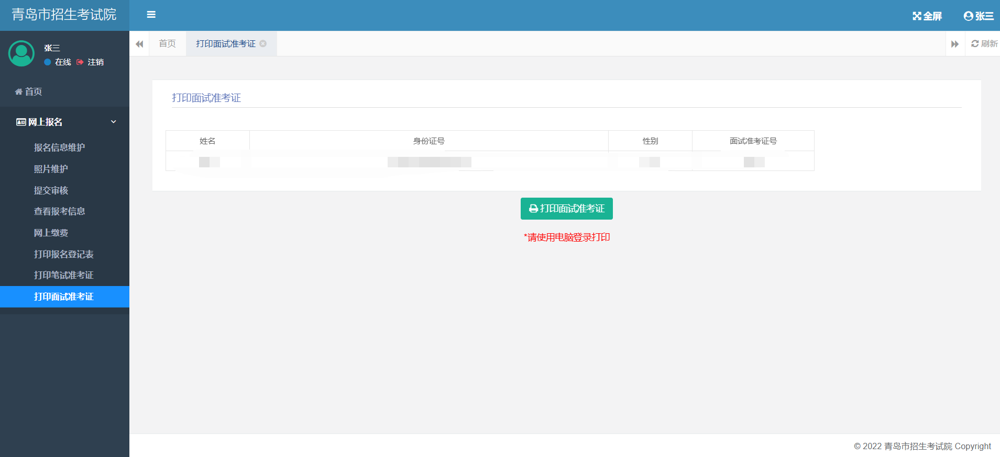 青岛市招生考试院
全屏
张三
张三
在线 注销
首页
网上报名
报名信息维护
照片维护
提交审核
查看报考信息
网上缴费
打印报名登记表
打印笔试准考证
打印面试准考证
首页 打印面试准考证
刷新
打印面试准考证
姓名 身份证号 性别 面试准考证号
打印面试准考证
*请使用电脑登录打印
© 2022 青岛市招生考试院 Copyright